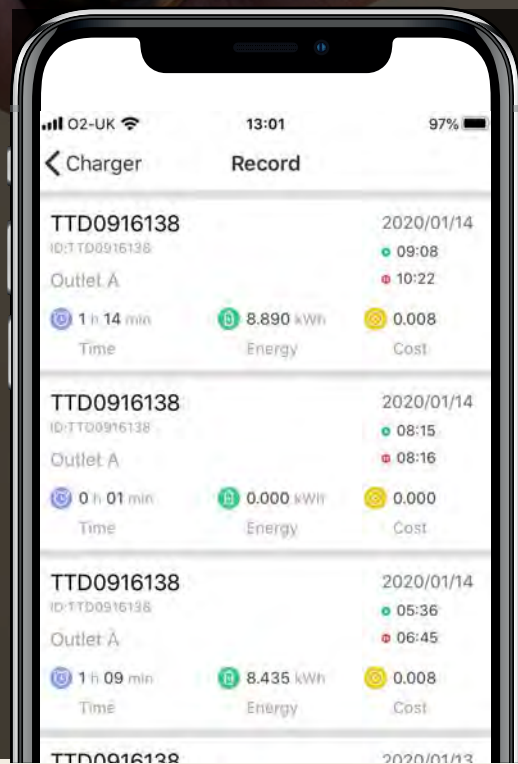 O2-UK 13:01 97%
Charger Record
TTD0916138 2020/01/14
ID:TTD0916138 09:08
Outlet A 10:22
1 h 14 min 8.890 kWh 0.008
Time Energy Cost
TTD0916138 2020/01/14
ID:TTD0916138 08:15
Outlet A 08:16
0 h 01 min 0.000 kWh 0.000
Time Energy Cost
TTD0916138 2020/01/14
ID:TTD0916138 05:36
Outlet A 06:45
1 h 09 min 8.435 kWh 0.008
Time Energy Cost
TTD0916138 2020/01/13